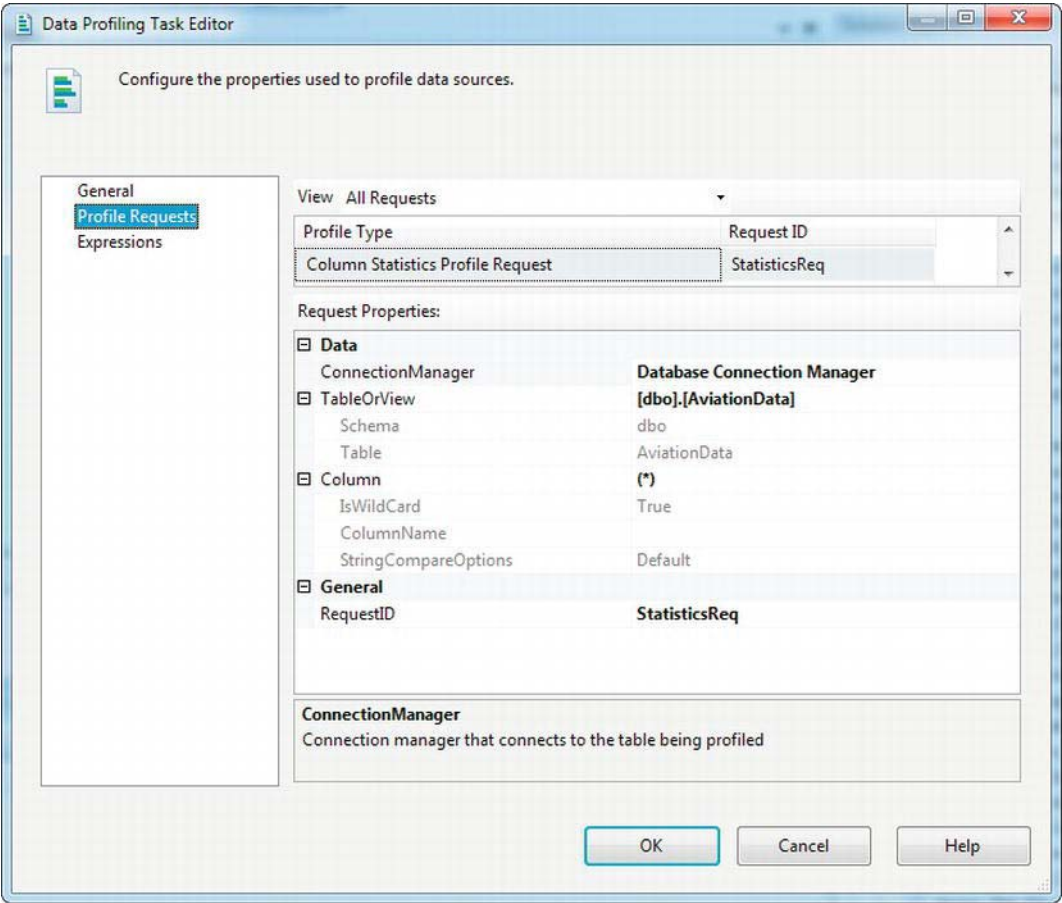 Data Profiling Task Editor
Configure the properties used to profile data sources.
General
Profile Requests
Expressions
View All Requests
Profile Type Request ID
Column Statistics Profile Request StatisticsReq
Request Properties:
Data
ConnectionManager Database Connection Manager
TableOrView [dbo].[AviationData]
Schema dbo
Table AviationData
Column (*)
IsWildCard True
ColumnName
StringCompareOptions Default
General
RequestID StatisticsReq
ConnectionManager
Connection manager that connects to the table being profiled
OK Cancel Help